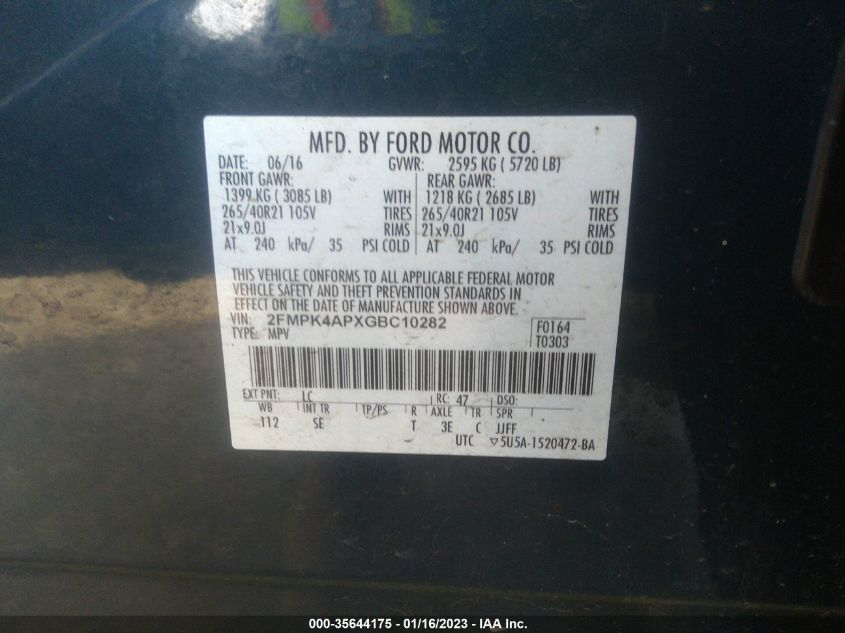 MFD. BY FORD MOTOR CO.
DATE: 06/16 GVWR: 2595 KG ( 5720 LB)
FRONT GAWR: REAR GAWR:
1399 KG ( 3085 LB) WITH 1218 KG ( 2685 LB) WITH
265/40R21 105V TIRES 265/40R21 105V TIRES
21x9.0J RIMS 21x9.0J RIMS
AT 240 kPa/ 35 PSI COLD AT 240 kPa/ 35 PSI COLD
THIS VEHICLE CONFORMS TO ALL APPLICABLE FEDERAL MOTOR
VEHICLE SAFETY AND THEFT PREVENTION STANDARDS IN
EFFECT ON THE DATE OF MANUFACTURE SHOWN ABOVE.
VIN: 2FMPK4APXGBC10282 F0164
TYPE: MPV T0303
EXT PNT: LC RC: 47 DSO:
WB INT TR TP/PS R AXLE TR SPR
112 SE T 3E C JJFF
UTC ▽5U5A-1520472-BA
000-35644175 - 01/16/2023 - IAA Inc.